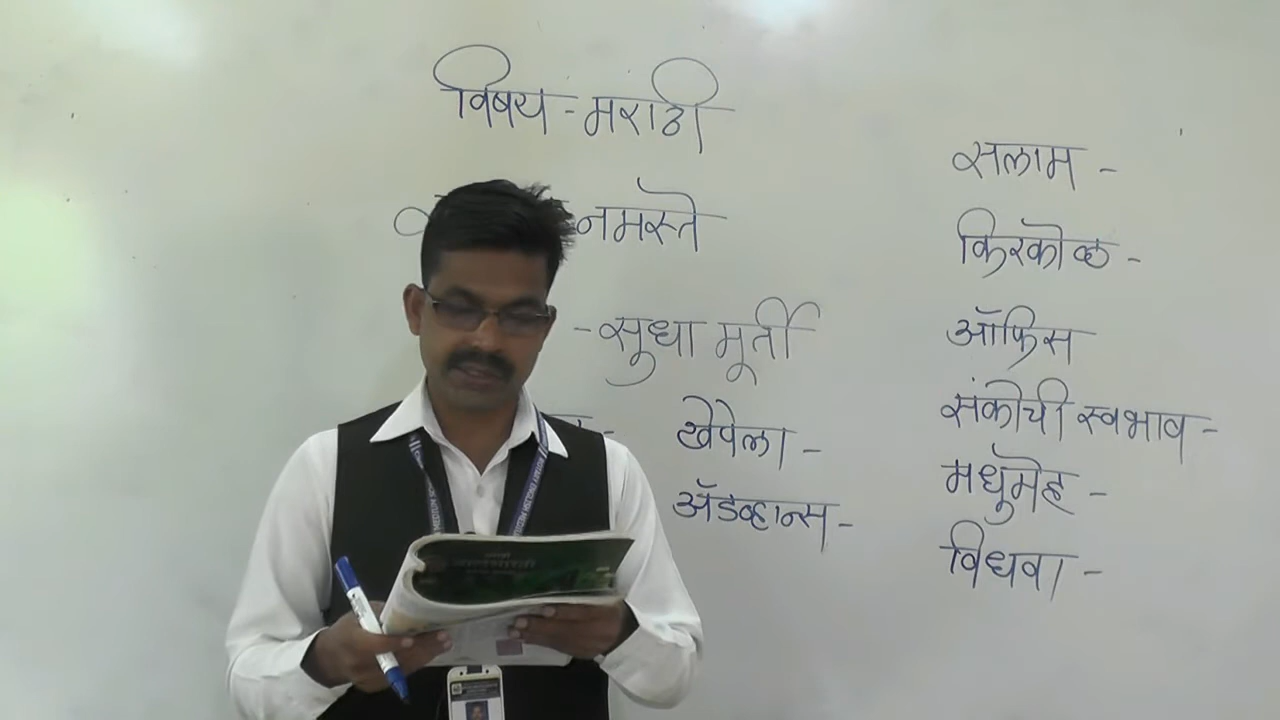 विषय - मराठी
नमस्ते
- सुधा मूर्ती
खेपेला -
ॲडव्हान्स -
सलाम -
किरकोळ -
ऑफिस
संकोची स्वभाव -
मधुमेह -
विधवा -